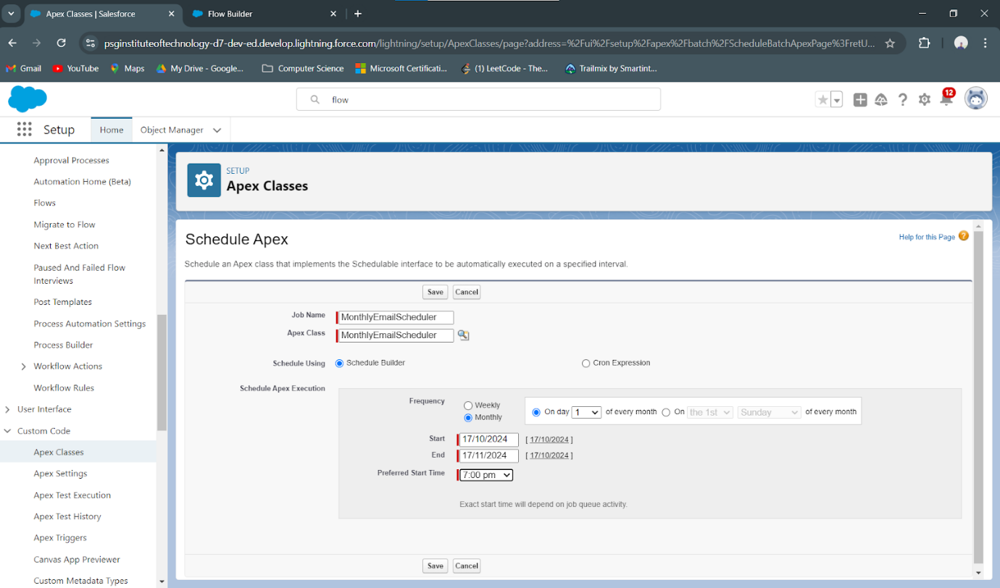 Apex Classes | Salesforce
Flow Builder
psginstituteoftechnology-d7-dev-ed.develop.lightning.force.com/lightning/setup/ApexClasses/page?address=%2Fui%2Fsetup%2Fapex%2Fbatch%2FScheduleBatchApexPage%3FretU...
Gmail YouTube Maps My Drive - Google... Computer Science Microsoft Certificati... (1) LeetCode - The... Trailmix by Smartint...
flow
12
Setup Home Object Manager
Approval Processes
Automation Home (Beta)
Flows
Migrate to Flow
Next Best Action
Paused And Failed Flow
Interviews
Post Templates
Process Automation Settings
Process Builder
Workflow Actions
Workflow Rules
User Interface
Custom Code
Apex Classes
Apex Settings
Apex Test Execution
Apex Test History
Apex Triggers
Canvas App Previewer
Custom Metadata Types
SETUP
Apex Classes
Schedule Apex
Help for this Page
Schedule an Apex class that implements the Schedulable interface to be automatically executed on a specified interval.
Save Cancel
Job Name MonthlyEmailScheduler
Apex Class MonthlyEmailScheduler
Schedule Using Schedule Builder Cron Expression
Schedule Apex Execution
Frequency Weekly
Monthly
On day 1 of every month On the 1st Sunday of every month
Start 17/10/2024 [ 17/10/2024 ]
End 17/11/2024 [ 17/10/2024 ]
Preferred Start Time 7:00 pm
Exact start time will depend on job queue activity.
Save Cancel